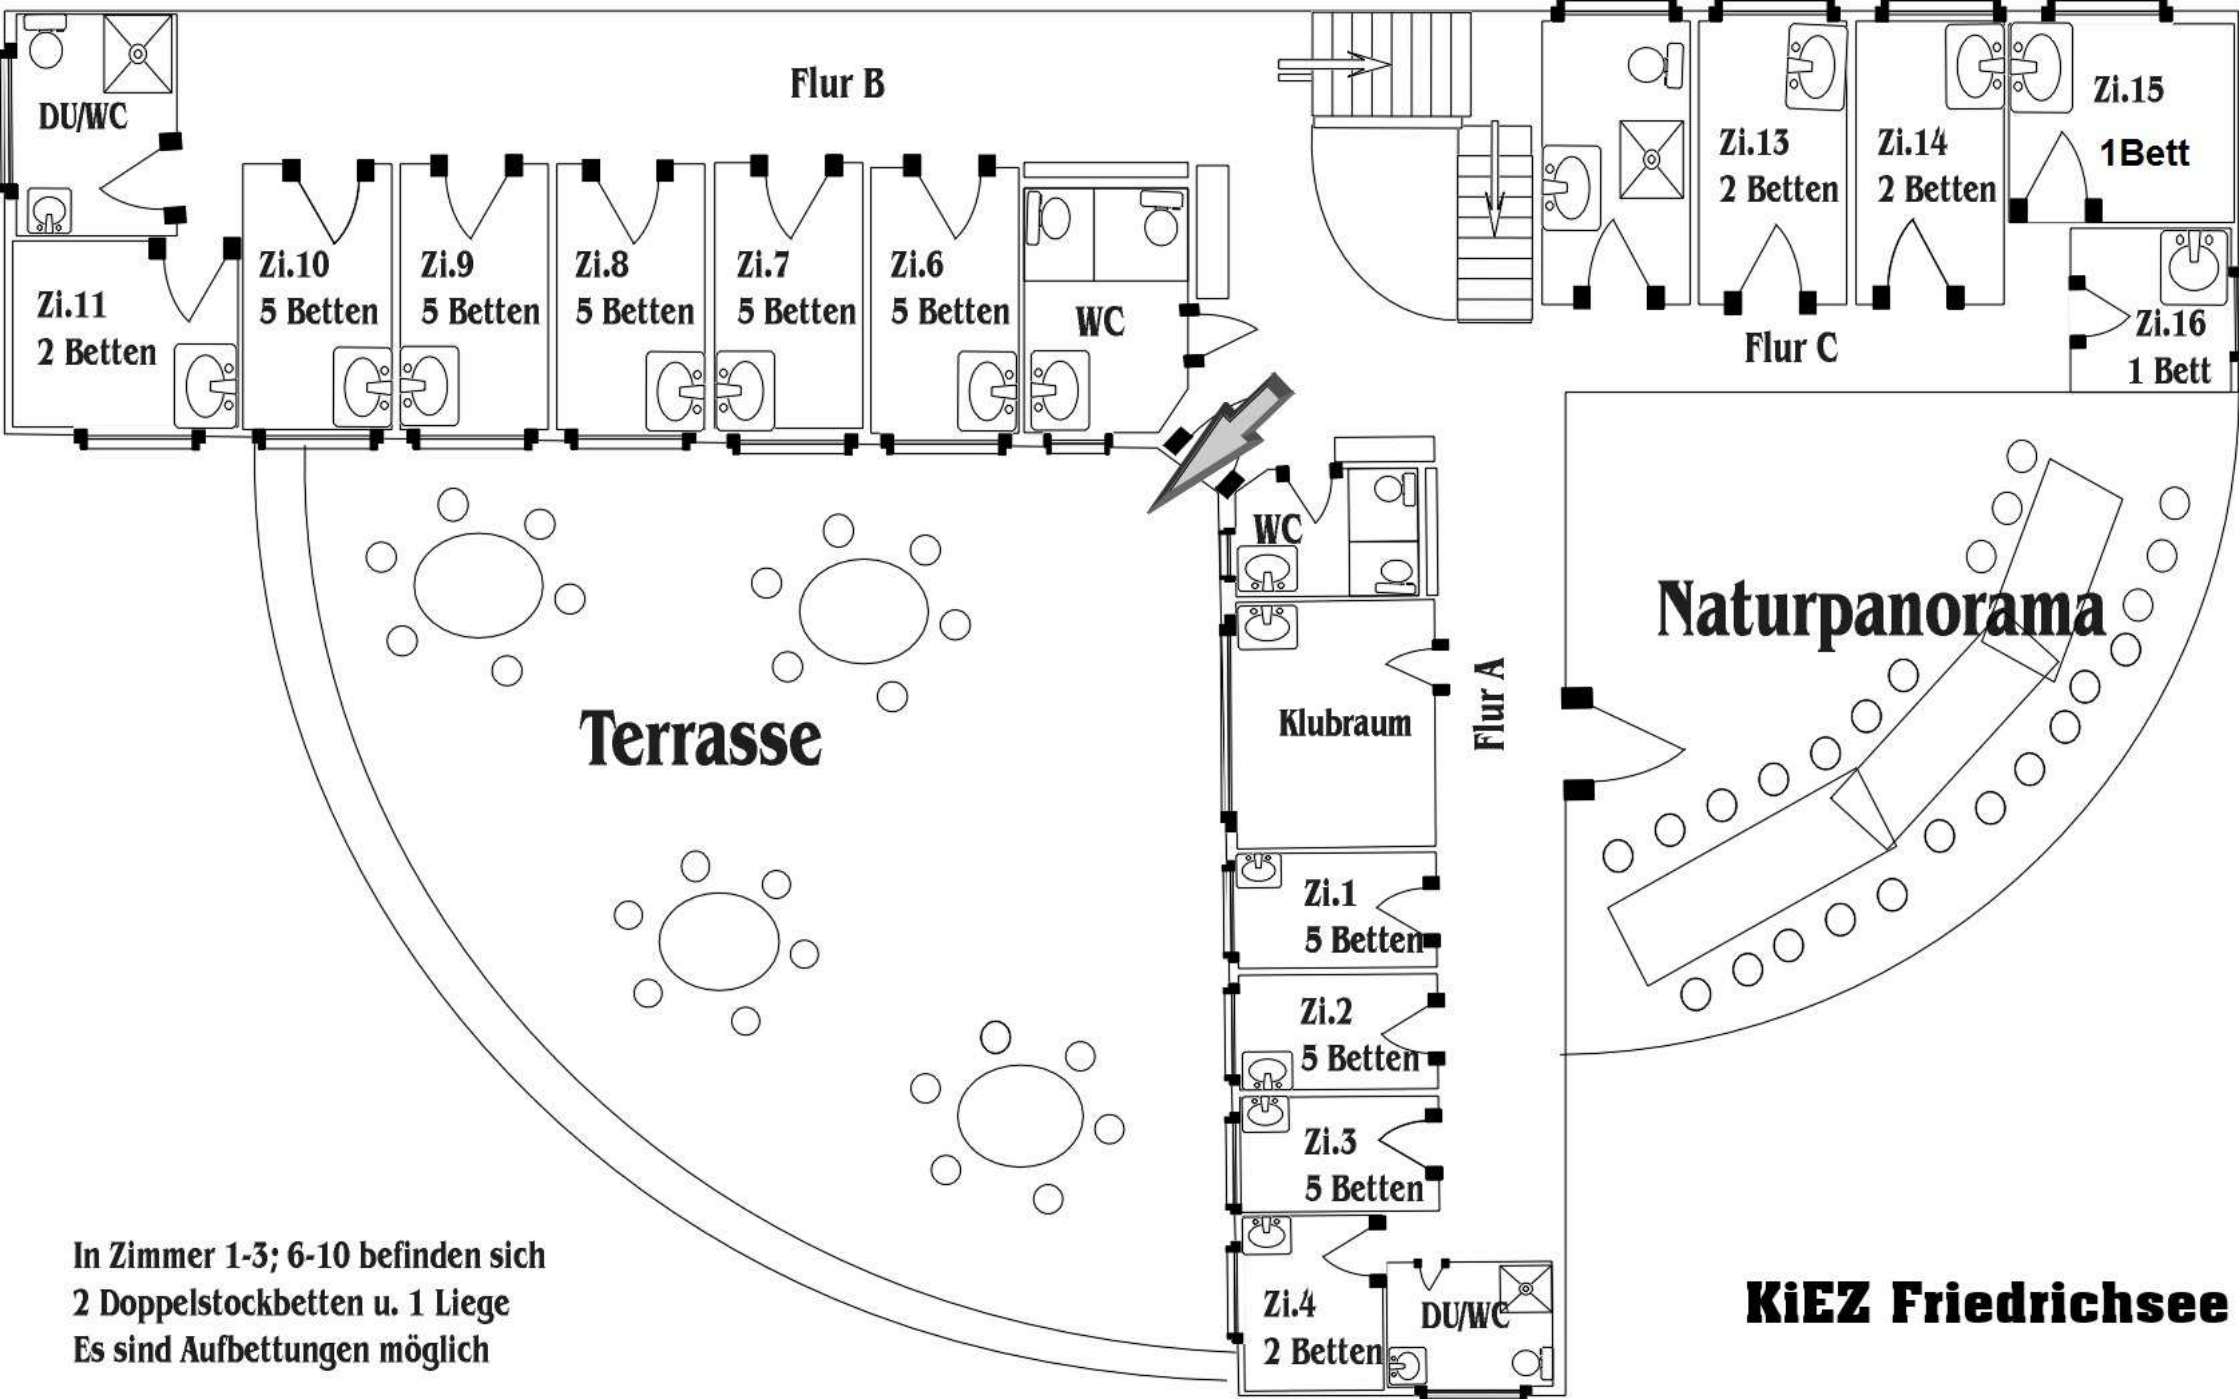 DU/WC
Flur B
Zi.11
2 Betten
Zi.10
5 Betten
Zi.9
5 Betten
Zi.8
5 Betten
Zi.7
5 Betten
Zi.6
5 Betten
WC
Zi.13
2 Betten
Zi.14
2 Betten
Zi.15
1Bett
Zi.16
1 Bett
Flur C
WC
Klubraum
Flur A
Naturpanorama
Terrasse
Zi.1
5 Betten
Zi.2
5 Betten
Zi.3
5 Betten
Zi.4
2 Betten
DU/WC
In Zimmer 1-3; 6-10 befinden sich
2 Doppelstockbetten u. 1 Liege
Es sind Aufbettungen möglich
KiEZ Friedrichsee